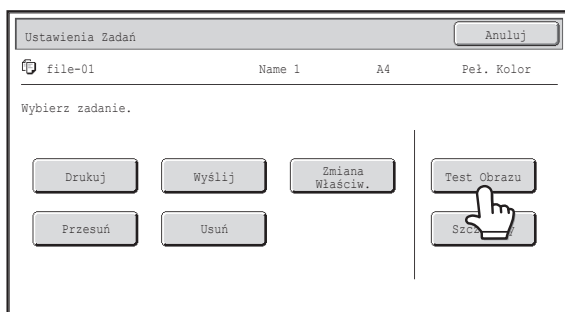 Ustawienia Zadań
Anuluj
file-01 Name 1 A4 Peł. Kolor
Wybierz zadanie.
Drukuj Wyślij Zmiana Właściw. Test Obrazu
Przesuń Usuń